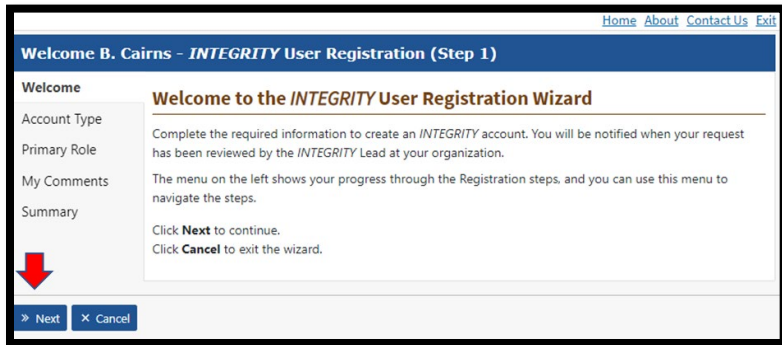 Home About Contact Us Exit
Welcome B. Cairns - INTEGRITY User Registration (Step 1)
Welcome
Account Type
Primary Role
My Comments
Summary
Welcome to the INTEGRITY User Registration Wizard
Complete the required information to create an INTEGRITY account. You will be notified when your request
has been reviewed by the INTEGRITY Lead at your organization.
The menu on the left shows your progress through the Registration steps, and you can use this menu to
navigate the steps.
Click Next to continue.
Click Cancel to exit the wizard.
» Next × Cancel